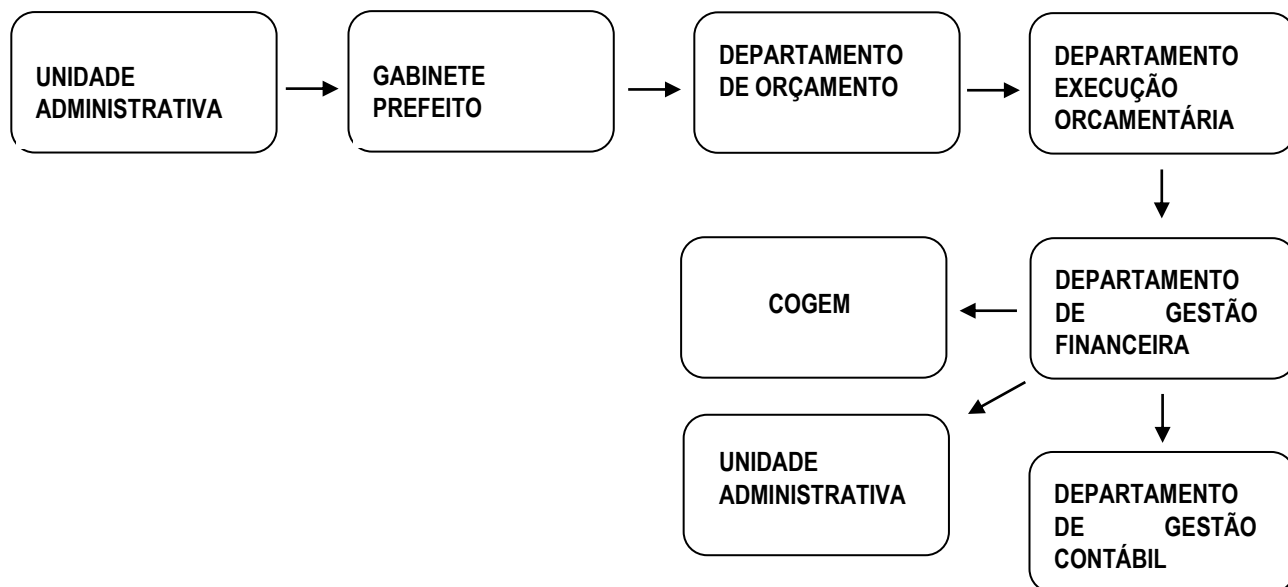 UNIDADE
ADMINISTRATIVA
GABINETE
PREFEITO
DEPARTAMENTO
DE ORÇAMENTO
DEPARTAMENTO
EXECUÇÃO
ORCAMENTÁRIA
COGEM
DEPARTAMENTO
DE GESTÃO
FINANCEIRA
UNIDADE
ADMINISTRATIVA
DEPARTAMENTO
DE GESTÃO
CONTÁBIL